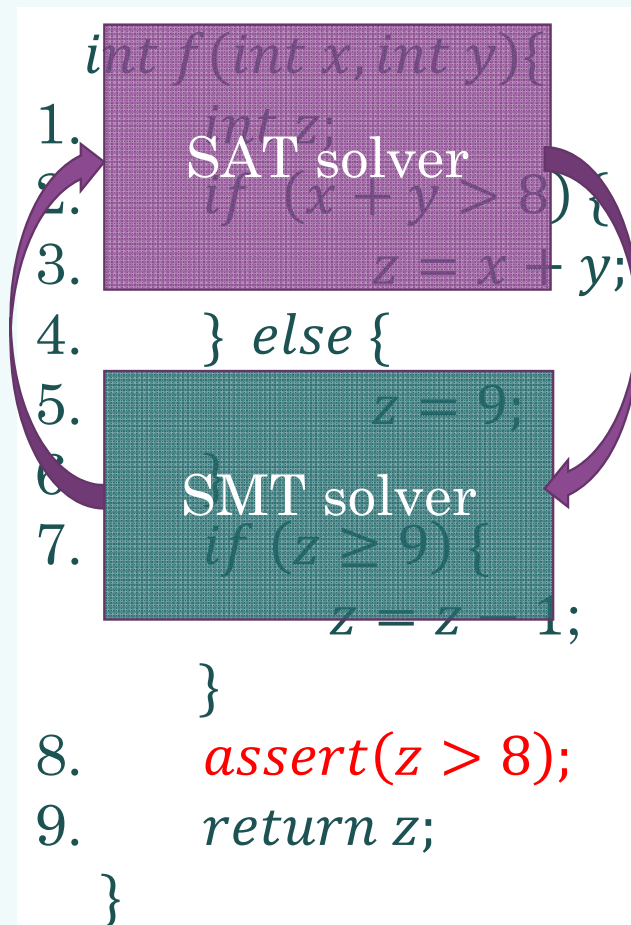 int f(int x, int y){
1. int z;
SAT solver
2. if (x + y > 8) {
3. z = x + y;
4. } else {
5. z = 9;
6. }
SMT solver
7. if (z ≥ 9) {
z = z − 1;
}
8. assert(z > 8);
9. return z;
}